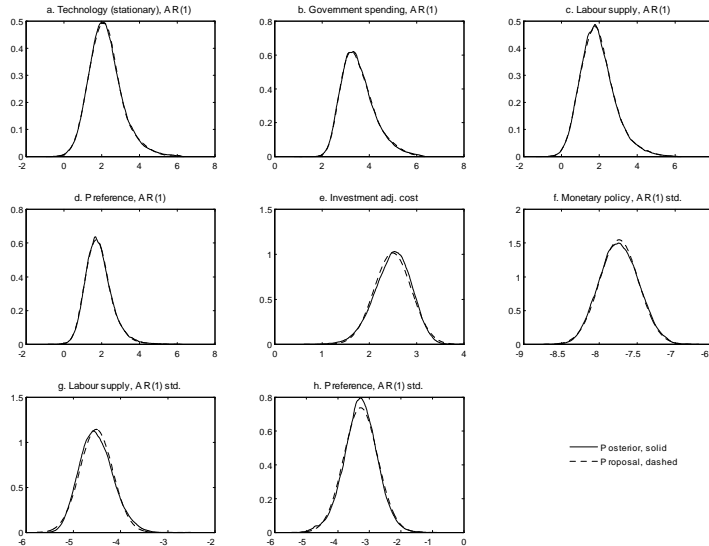 a. Technology (stationary), AR(1)
0.5
0.4
0.3
0.2
0.1
0
-2 0 2 4 6 8
b. Government spending, AR(1)
0.8
0.6
0.4
0.2
0
0 2 4 6 8
c. Labour supply, AR(1)
0.5
0.4
0.3
0.2
0.1
0
-2 0 2 4 6
d. Preference, AR(1)
0.8
0.6
0.4
0.2
0
-2 0 2 4 6 8
e. Investment adj. cost
1.5
1
0.5
0
0 1 2 3 4
f. Monetary policy, AR(1) std.
2
1.5
1
0.5
0
-9 -8.5 -8 -7.5 -7 -6.5
g. Labour supply, AR(1) std.
1.5
1
0.5
0
-6 -5 -4 -3 -2
h. Preference, AR(1) std.
0.8
0.6
0.4
0.2
0
-6 -5 -4 -3 -2 -1 0
Posterior, solid
Proposal, dashed